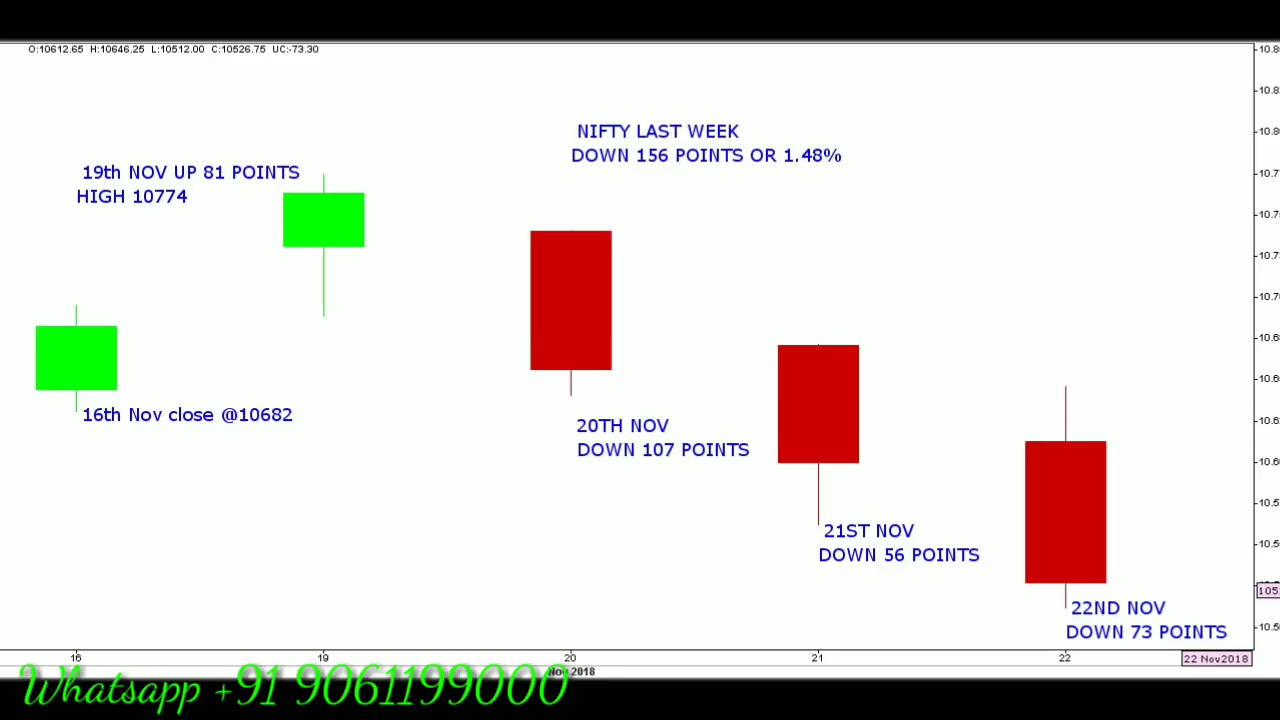 O:10612.65 H:10646.25 L:10512.00 C:10526.75 UC:-73.30
NIFTY LAST WEEK
DOWN 156 POINTS OR 1.48%
19th NOV UP 81 POINTS
HIGH 10774
16th Nov close @10682
20TH NOV
DOWN 107 POINTS
21ST NOV
DOWN 56 POINTS
22ND NOV
DOWN 73 POINTS
16 19 20 21 22 22 Nov2018
Nov 2018
Whatsapp +91 9061199000